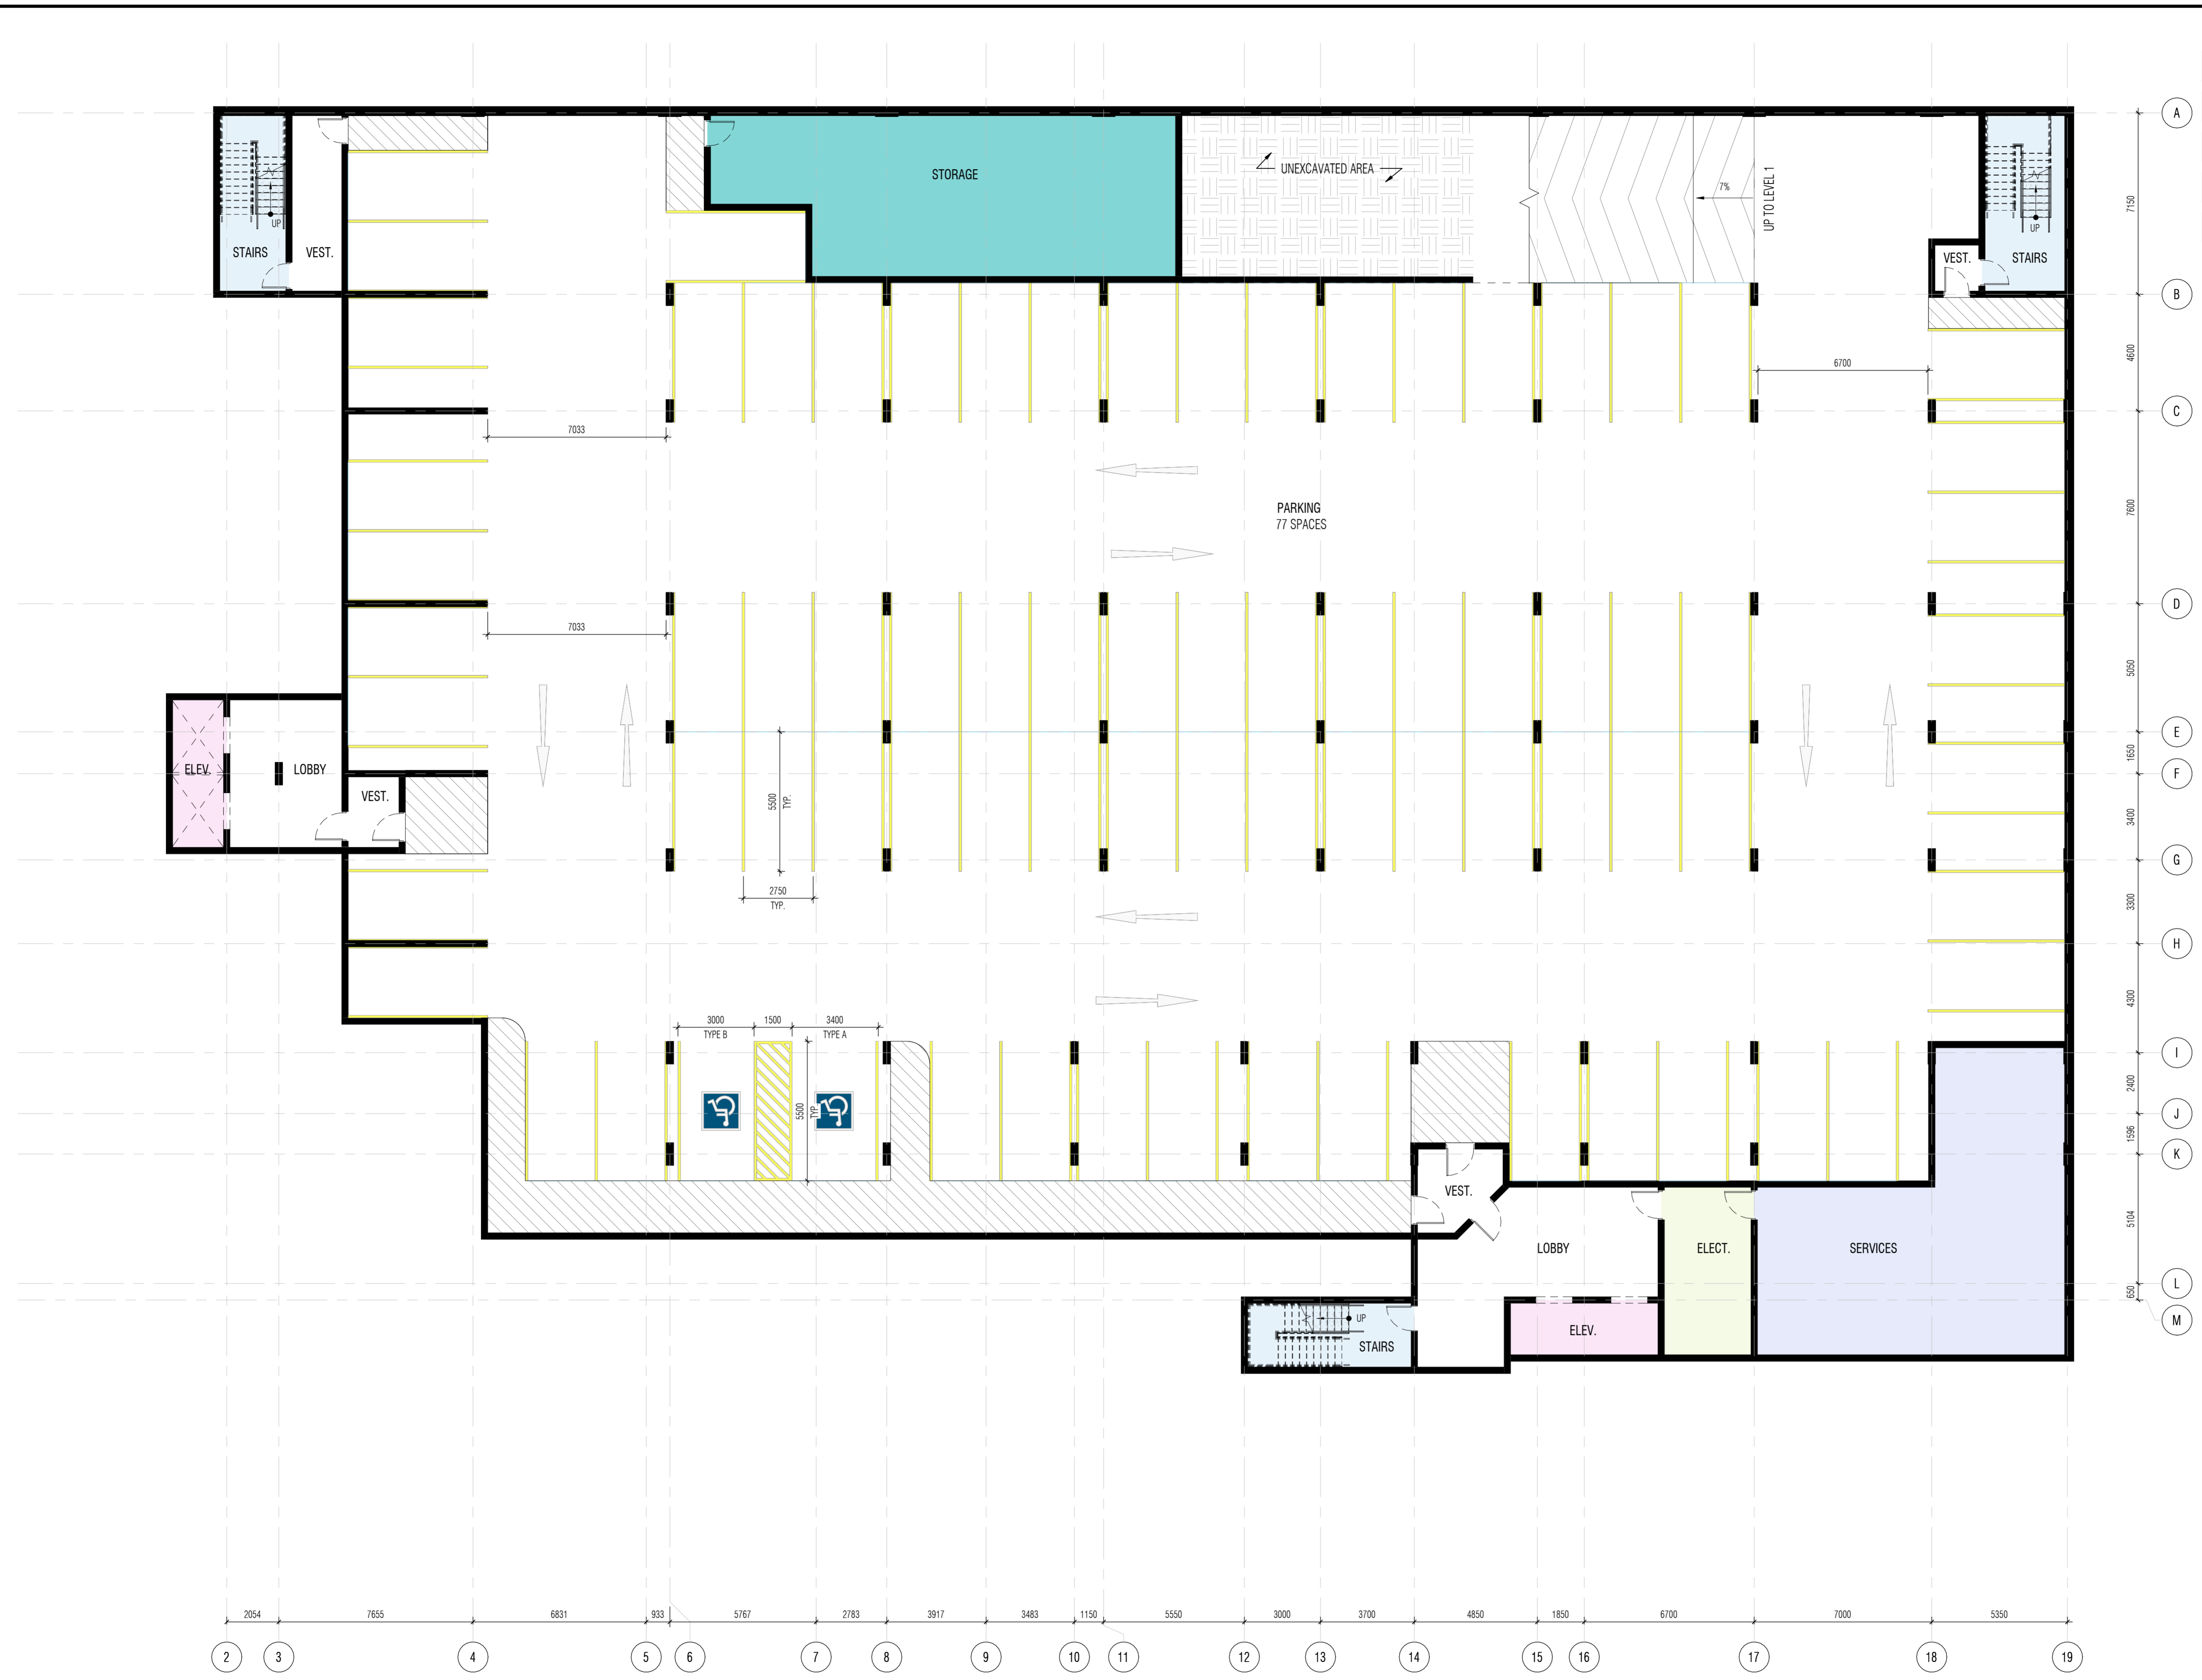 A
STORAGE
UNEXCAVATED AREA
7%
UP TO LEVEL 1
7150
UP
STAIRS
VEST.
UP
VEST.
STAIRS
B
4600
6700
C
7033
PARKING
77 SPACES
7600
D
7033
5050
E
1650
ELEV.
LOBBY
F
VEST.
5500
TYP.
3400
G
2750
TYP.
3300
H
4300
3000
TYPE B
1500
3400
TYPE A
I
5500
TYP.
2400
J
1596
K
VEST.
5104
LOBBY
ELECT.
SERVICES
L
650
M
UP
STAIRS
ELEV.
2054
7655
6831
933
5767
2783
3917
3483
1150
5550
3000
3700
4850
1850
6700
7000
5350
2
3
4
5
6
7
8
9
10
11
12
13
14
15
16
17
18
19